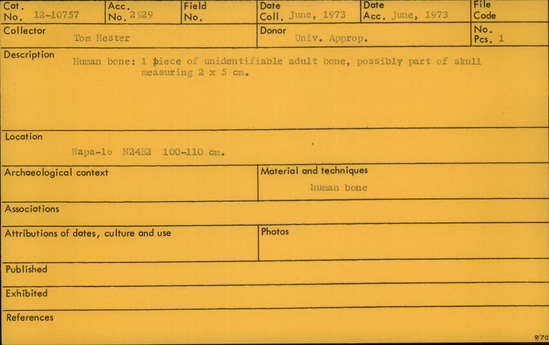 Cat. No. 12-10757 Acc. No. 2929 Field No. Date Coll. June, 1973 Date Acc. June, 1973 File Code
Collector Tom Hester Donor Univ. Approp. No. Pcs. 1
Description Human bone: 1 piece of unidentifiable adult bone, possibly part of skull
measuring 2 x 5 cm.
Location
Napa-16 N24E2 100-110 cm.
Archaeological context Material and techniques
human bone
Associations
Attributions of dates, culture and use Photos
Published
Exhibited
References
9/70